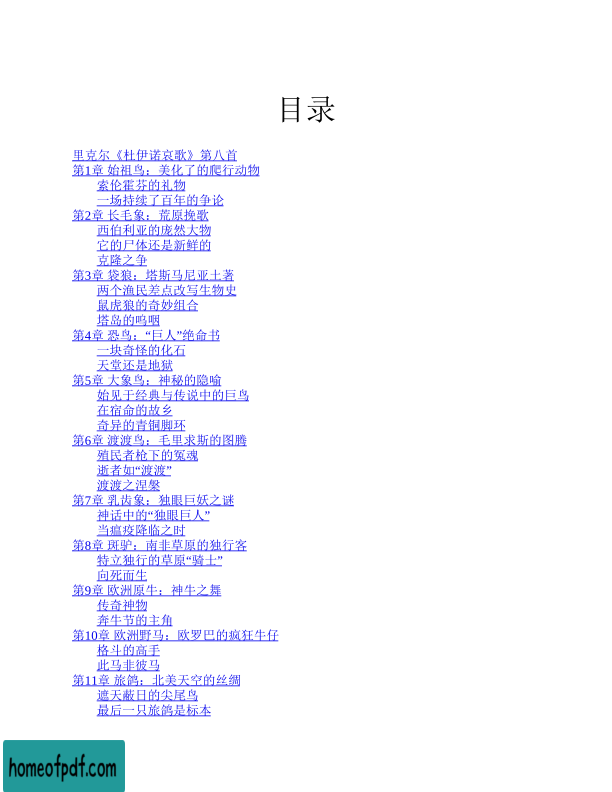 目录
里克尔《杜伊诺哀歌》第八首
第1章 始祖鸟：美化了的爬行动物
索伦霍芬的礼物
一场持续了百年的争论
第2章 长毛象：荒原挽歌
西伯利亚的庞然大物
它的尸体还是新鲜的
克隆之争
第3章 袋狼：塔斯马尼亚土著
两个渔民差点改写生物史
鼠虎狼的奇妙组合
塔岛的呜咽
第4章 恐鸟：“巨人”绝命书
一块奇怪的化石
天堂还是地狱
第5章 大象鸟：神秘的隐喻
始见于经典与传说中的巨鸟
在宿命的故乡
奇异的青铜脚环
第6章 渡渡鸟：毛里求斯的图腾
殖民者枪下的冤魂
逝者如“渡渡”
渡渡之涅槃
第7章 乳齿象：独眼巨妖之谜
神话中的“独眼巨人”
当瘟疫降临之时
第8章 斑驴：南非草原的独行客
特立独行的草原“骑士”
向死而生
第9章 欧洲原牛：神牛之舞
传奇神物
奔牛节的主角
第10章 欧洲野马：欧罗巴的疯狂牛仔
格斗的高手
此马非彼马
第11章 旅鸽：北美天空的丝绸
遮天蔽日的尖尾鸟
最后一只旅鸽是标本
homeofpdf.com